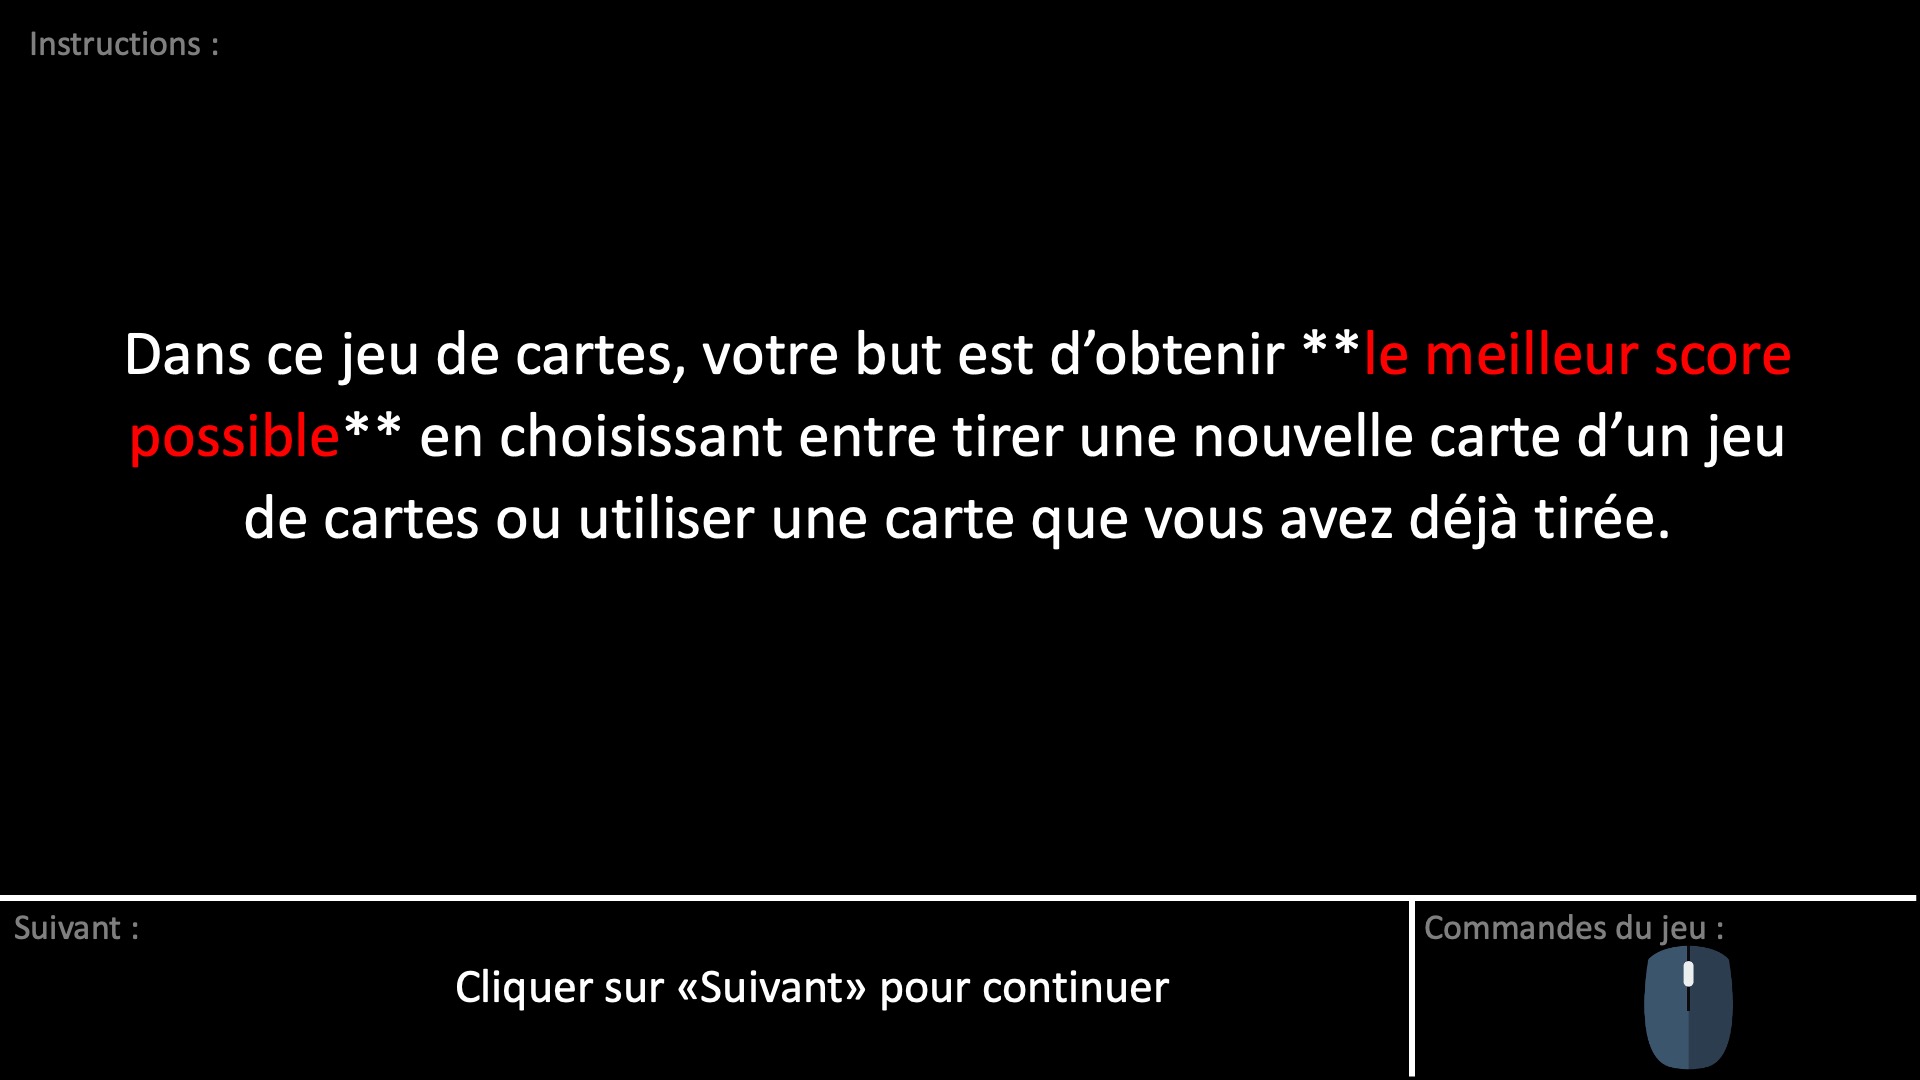 Instructions :
Dans ce jeu de cartes, votre but est d’obtenir **le meilleur score
possible** en choisissant entre tirer une nouvelle carte d’un jeu
de cartes ou utiliser une carte que vous avez déjà tirée.
Suivant :
Cliquer sur «Suivant» pour continuer
Commandes du jeu :